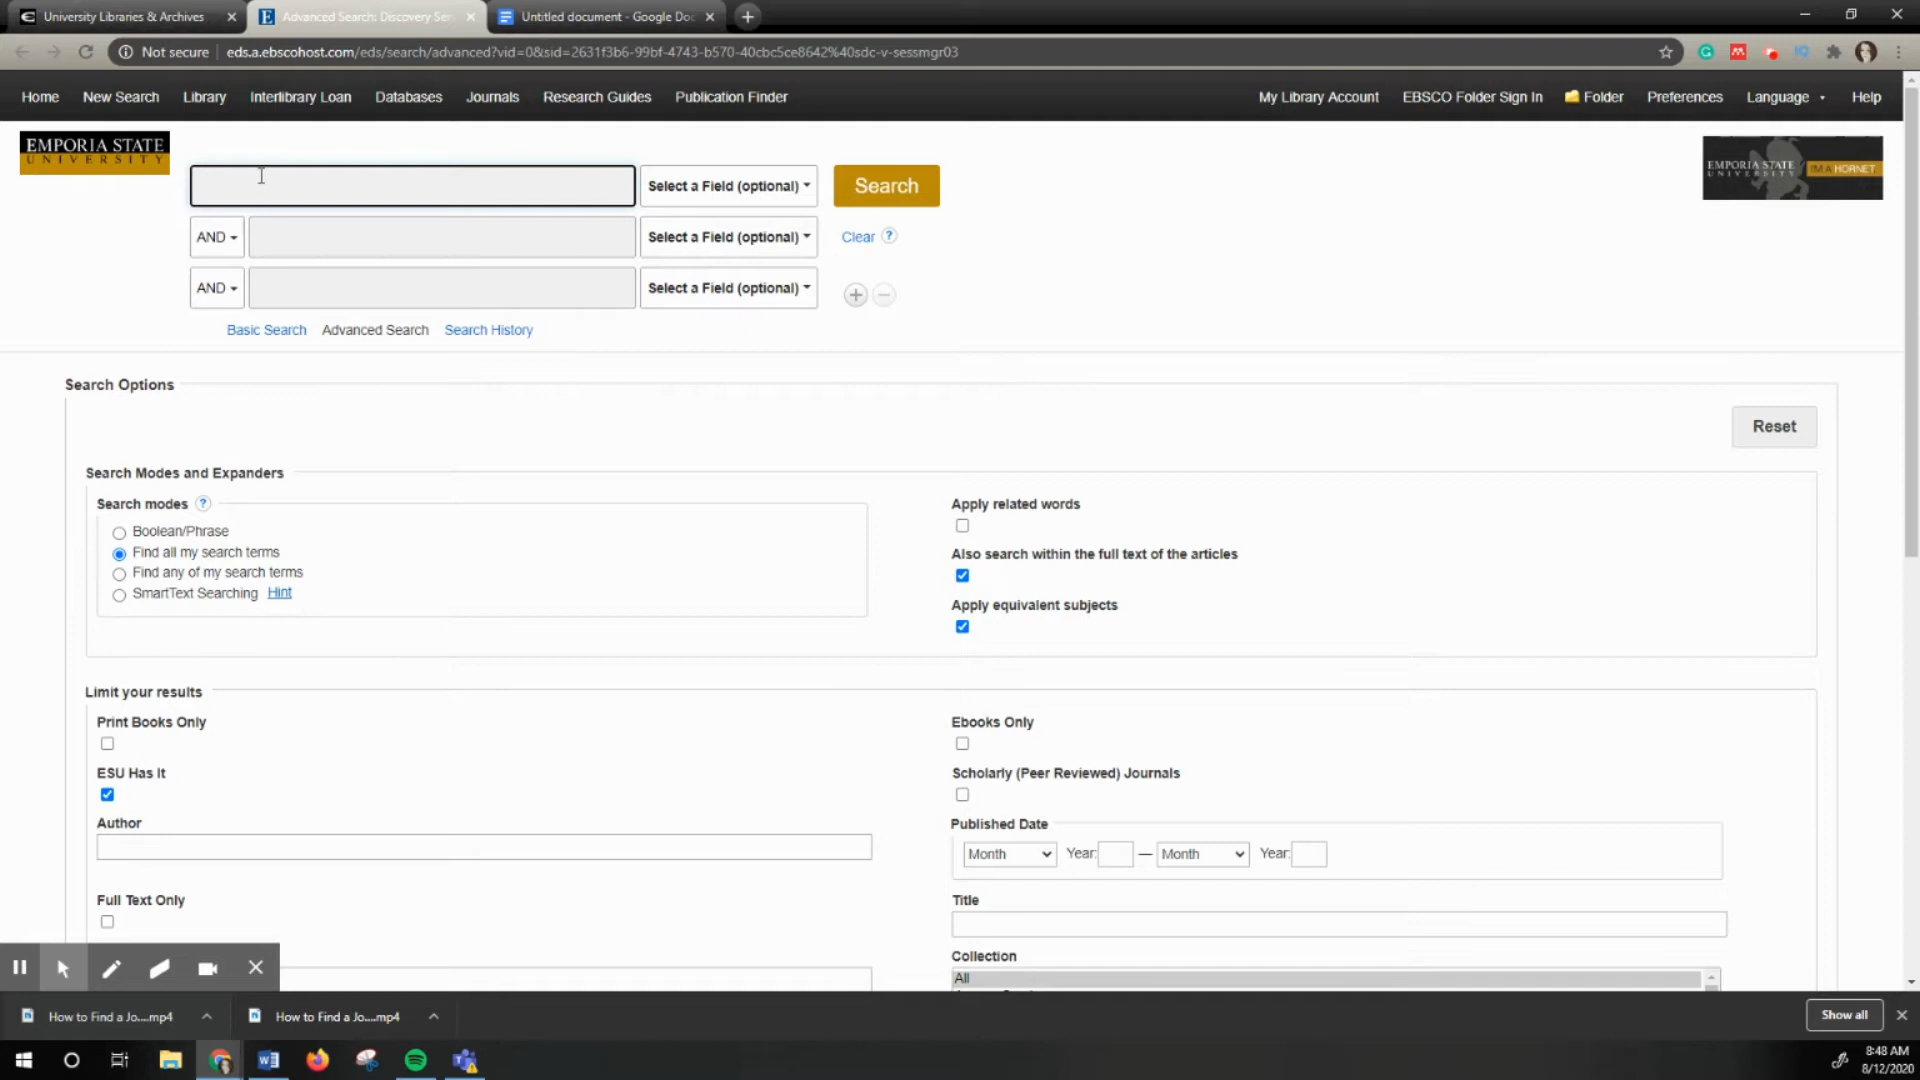 University Libraries & Archives
Advanced Search: Discovery Ser
Untitled document - Google Doc
Not secure
eds.a.ebscohost.com/eds/search/advanced?vid=0&sid=2631f3b6-99bf-4743-b570-40cbc5ce8642%40sdc-v-sessmgr03
Home New Search Library Interlibrary Loan Databases Journals Research Guides Publication Finder My Library Account EBSCO Folder Sign In Folder Preferences Language Help
EMPORIA STATE
UNIVERSITY
EMPORIA STATE
UNIVERSITY
I'M A HORNET
Select a Field (optional) Search
AND Select a Field (optional) Clear ?
AND Select a Field (optional)
Basic Search Advanced Search Search History
Search Options
Reset
Search Modes and Expanders
Search modes ?
Boolean/Phrase
Find all my search terms
Find any of my search terms
SmartText Searching Hint
Apply related words
Also search within the full text of the articles
Apply equivalent subjects
Limit your results
Print Books Only
Ebooks Only
ESU Has It
Scholarly (Peer Reviewed) Journals
Author
Published Date
Month Year: — Month Year:
Full Text Only
Title
Collection
All
How to Find a Jo....mp4
How to Find a Jo....mp4
Show all
8:48 AM
8/12/2020